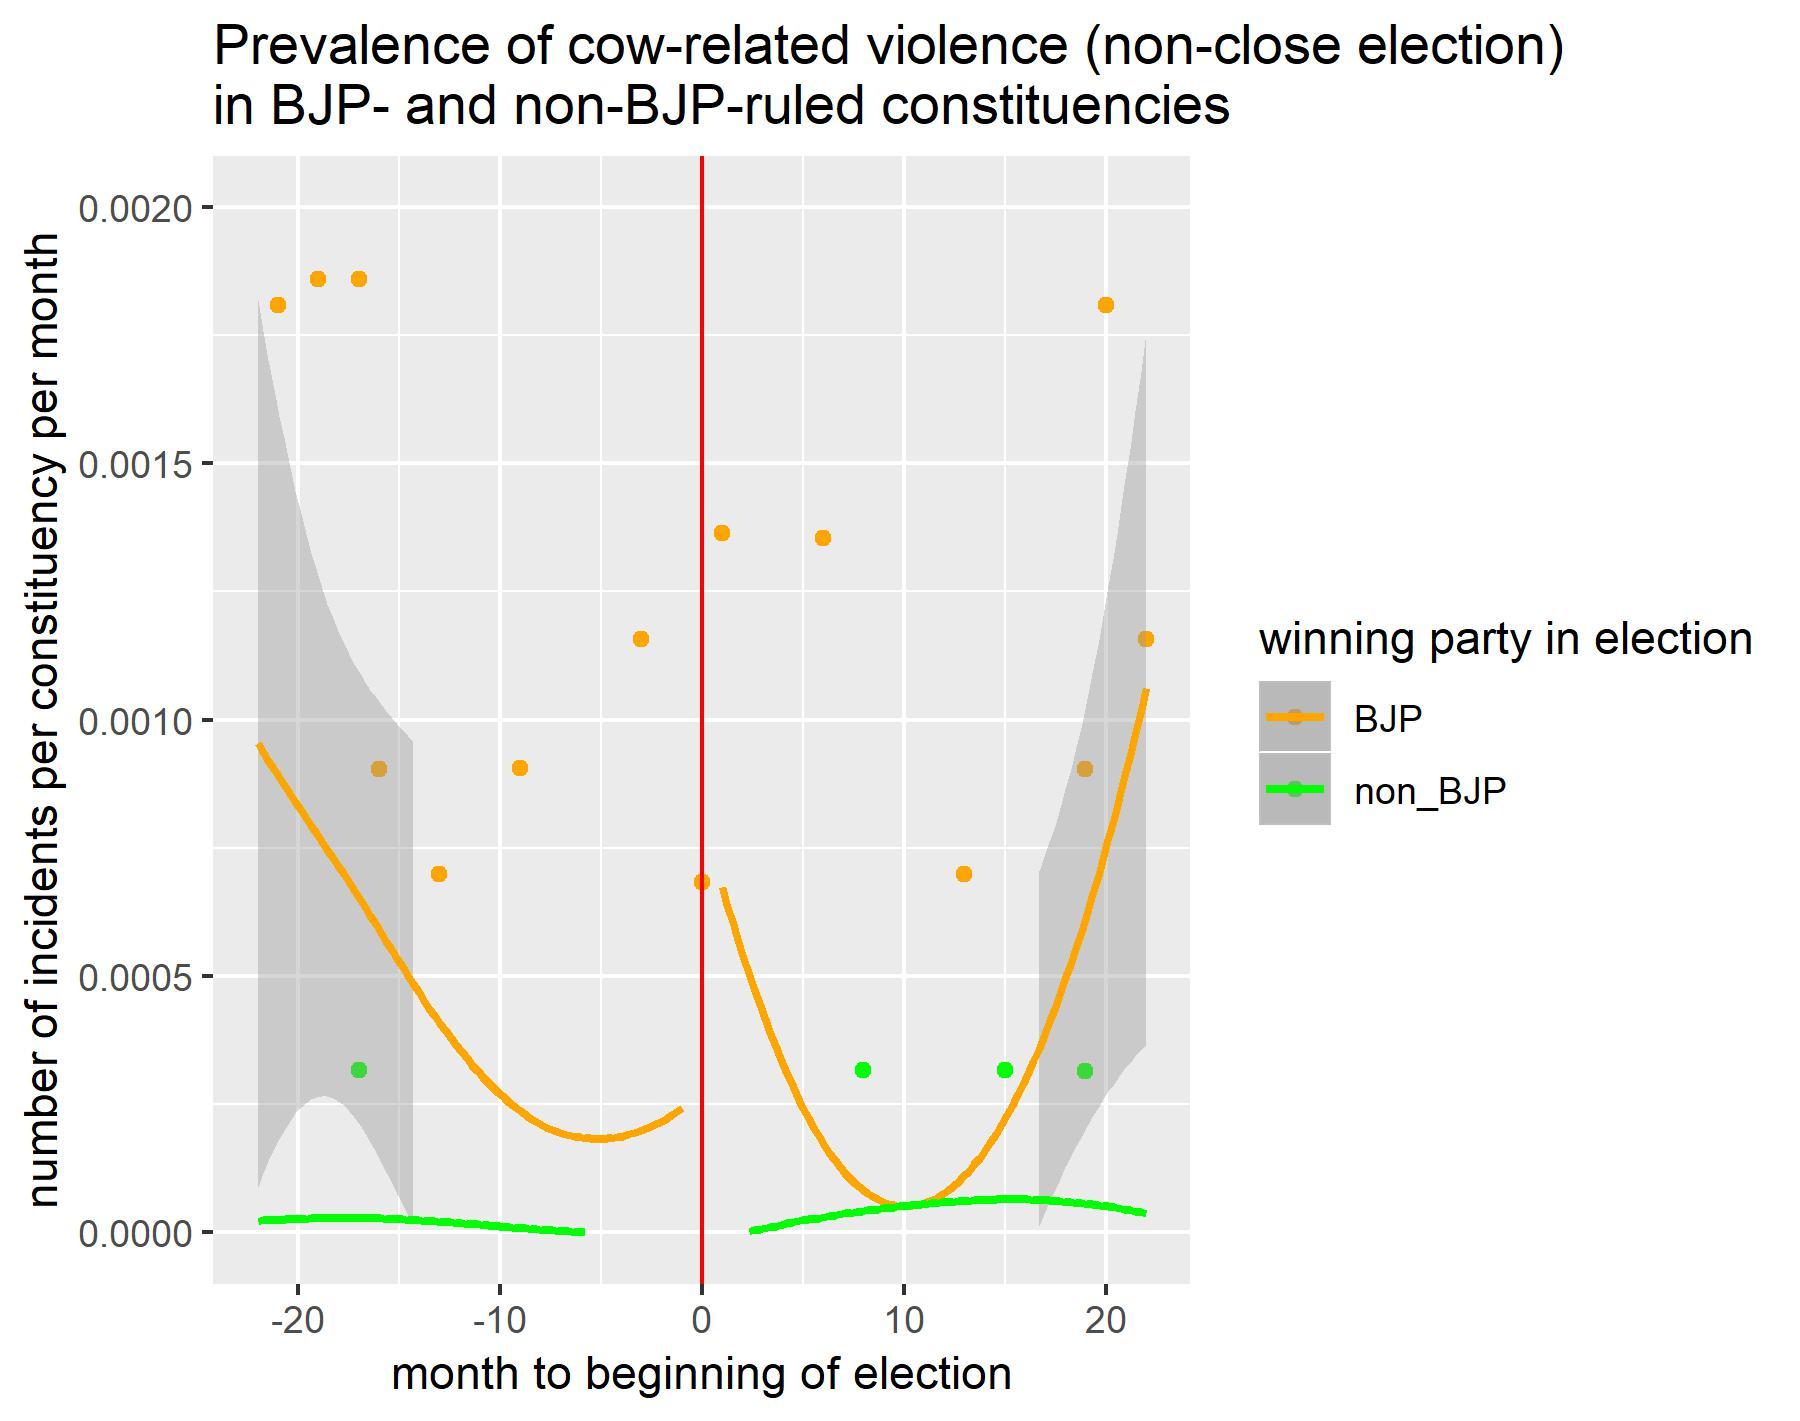 Prevalence of cow-related violence (non-close election)
in BJP- and non-BJP-ruled constituencies
number of incidents per constituency per month
0.0020
0.0015
0.0010
0.0005
0.0000
-20
-10
0
10
20
month to beginning of election
winning party in election
BJP
non_BJP